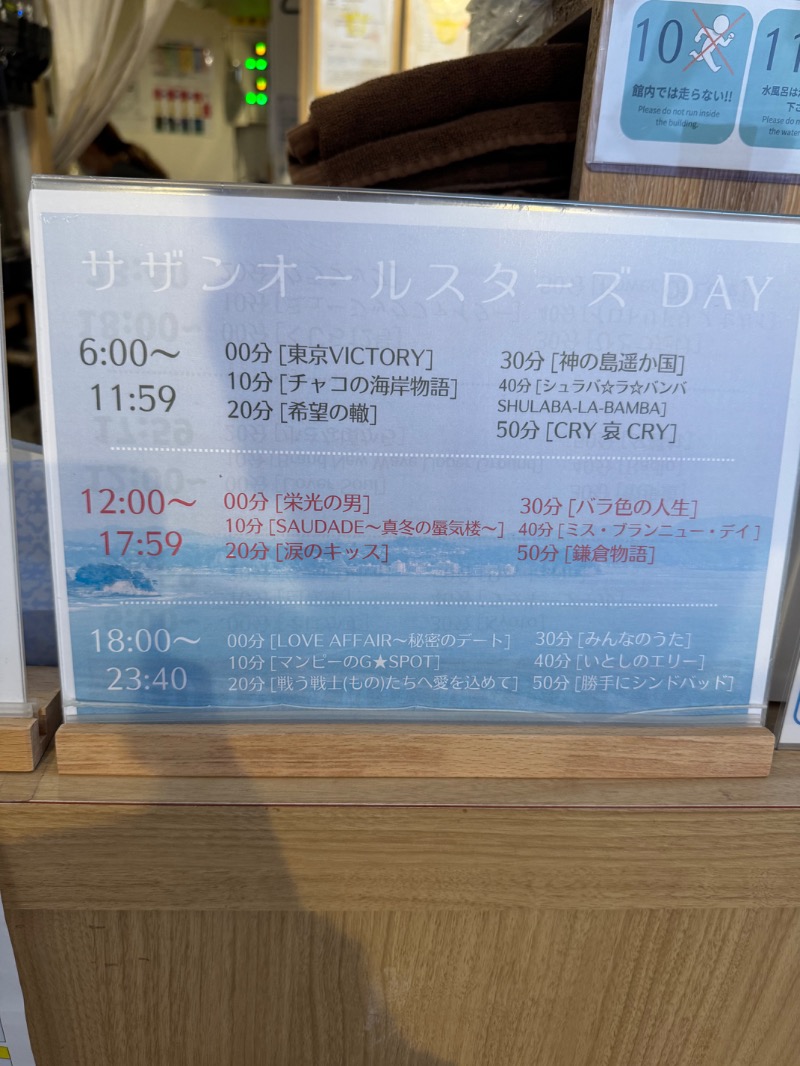 10
館内では走らない!!
Please do not run inside
the building.
11
水風呂は
サザンオールスターズ DAY
6:00～
11:59
00分 [東京VICTORY]
10分 [チャコの海岸物語]
20分 [希望の轍]
30分 [神の島遥か国]
40分 [シュラバ☆ラ☆バンバ
SHULABA-LA-BAMBA]
50分 [CRY 哀 CRY]
12:00～
17:59
00分 [栄光の男]
10分 [SAUDADE～真冬の蜃気楼～]
20分 [涙のキッス]
30分 [バラ色の人生]
40分 [ミス・ブランニュー・デイ]
50分 [鎌倉物語]
18:00～
23:40
00分 [LOVE AFFAIR～秘密のデート]
10分 [マンピーのG★SPOT]
20分 [戦う戦士(もの)たちへ愛を込めて]
30分 [みんなのうた]
40分 [いとしのエリー]
50分 [勝手にシンドバッド]